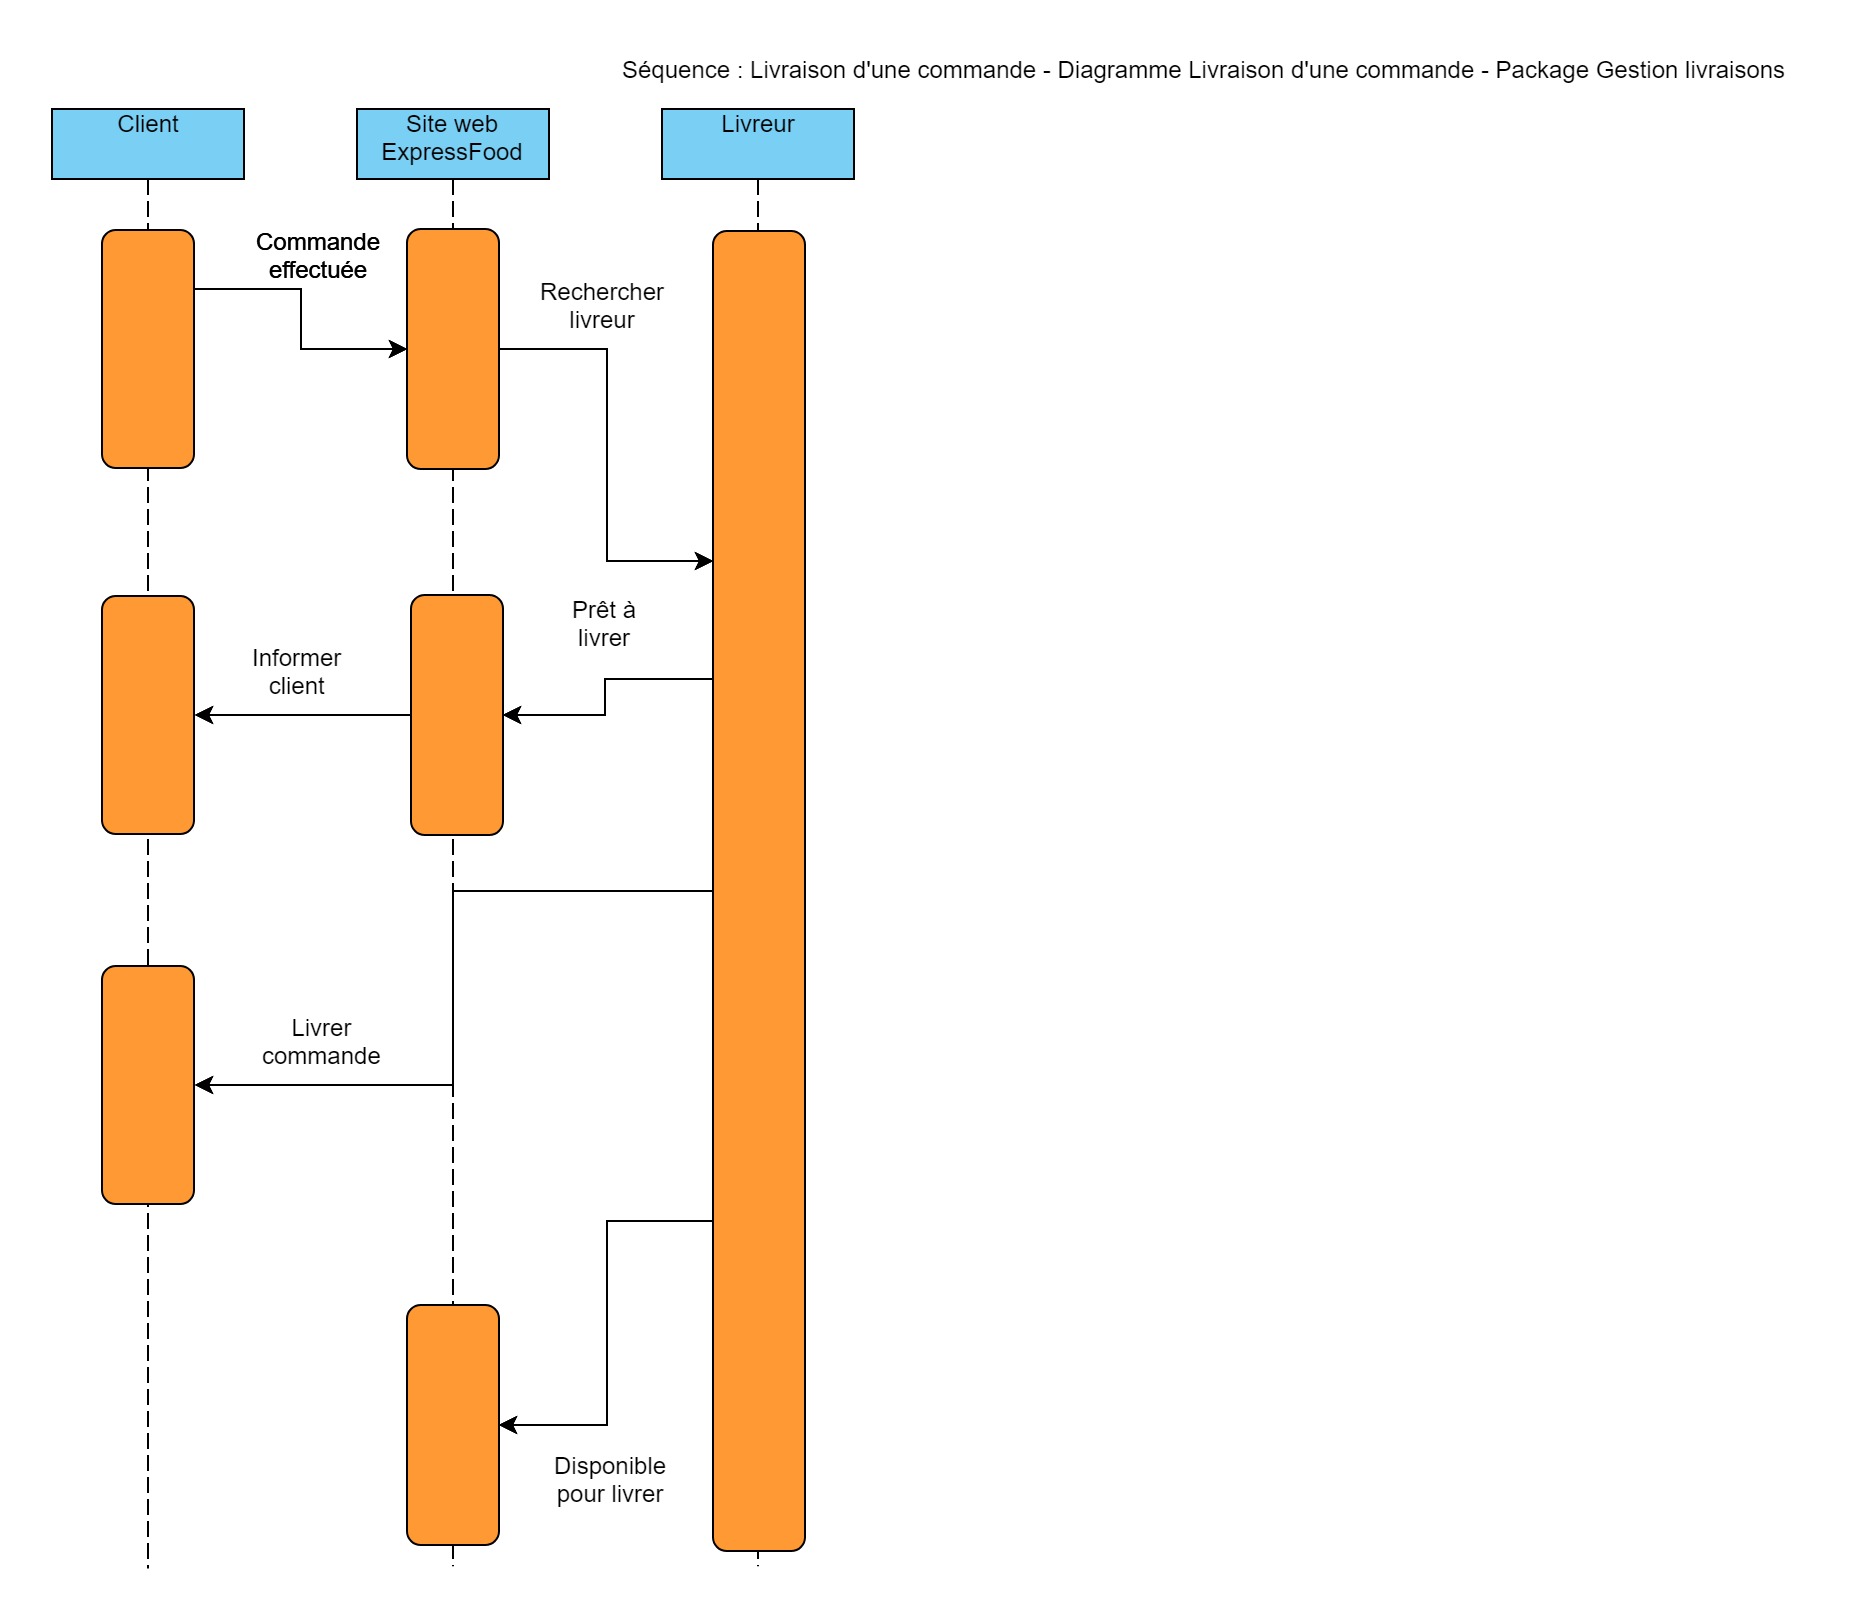 Séquence : Livraison d'une commande - Diagramme Livraison d'une commande - Package Gestion livraisons
Client
Site web
ExpressFood
Livreur
Commande
effectuée
Rechercher
livreur
Prêt à
livrer
Informer
client
Livrer
commande
Disponible
pour livrer